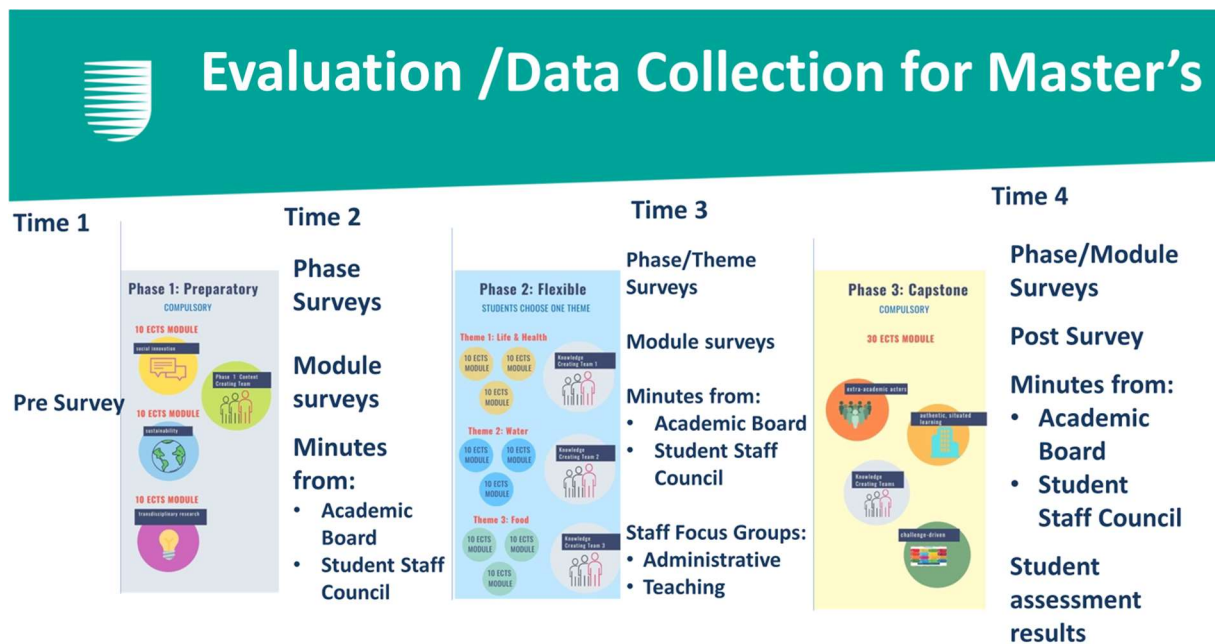 Evaluation /Data Collection for Master's
Time 1
Pre Survey
Phase 1: Preparatory
COMPULSORY
10 ECTS MODULE
social innovation
Phase 1 Content
Creating Team
10 ECTS MODULE
sustainability
10 ECTS MODULE
transdisciplinary research
Time 2
Phase
Surveys
Module
surveys
Minutes
from:
• Academic
Board
• Student Staff
Council
Phase 2: Flexible
STUDENTS CHOOSE ONE THEME
Theme 1: Life & Health
10 ECTS
MODULE
10 ECTS
MODULE
10 ECTS
MODULE
Knowledge
Creating Team 1
Theme 2: Water
10 ECTS
MODULE
10 ECTS
MODULE
10 ECTS
MODULE
Knowledge
Creating Team 2
Theme 3: Food
10 ECTS
MODULE
10 ECTS
MODULE
10 ECTS
MODULE
Knowledge
Creating Team 3
Time 3
Phase/Theme
Surveys
Module surveys
Minutes from:
• Academic Board
• Student Staff
Council
Staff Focus Groups:
• Administrative
• Teaching
Phase 3: Capstone
COMPULSORY
30 ECTS MODULE
extra-academic actors
authentic, situated
learning
Knowledge
Creating Teams
challenge-driven
Time 4
Phase/Module
Surveys
Post Survey
Minutes from:
• Academic
Board
• Student
Staff Council
Student
assessment
results